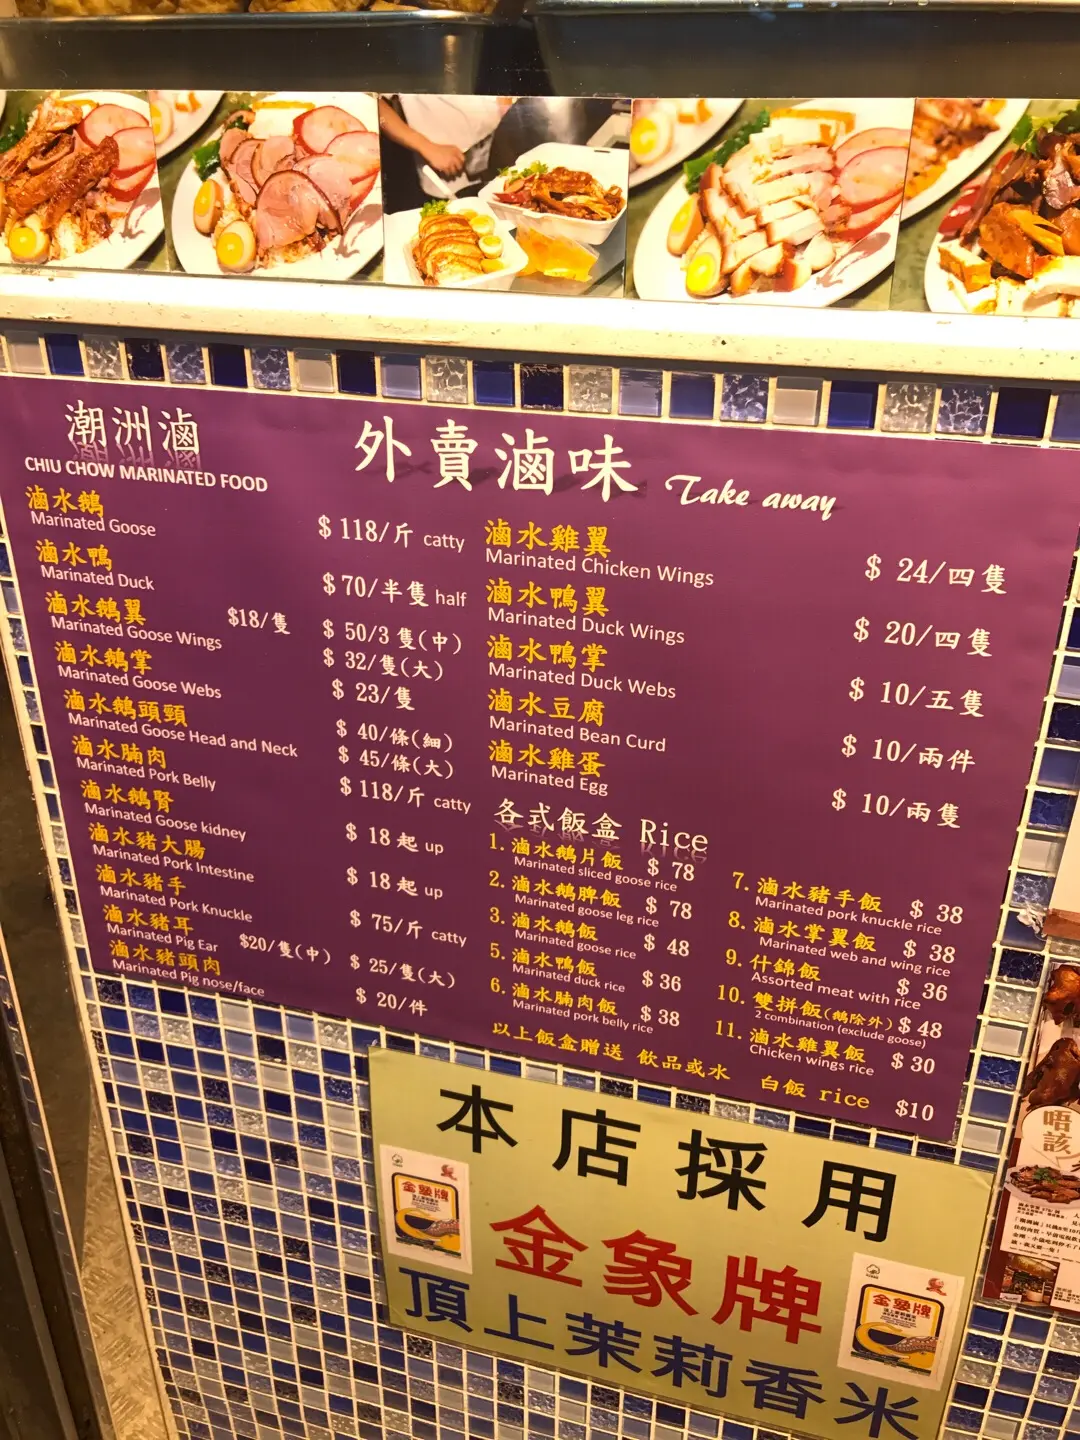 潮洲滷
CHIU CHOW MARINATED FOOD
外賣滷味 Take away
滷水鵝
Marinated Goose
$ 118/斤 catty
滷水鴨
Marinated Duck
$ 70/半隻 half
滷水鵝翼 $18/隻
Marinated Goose Wings
$ 50/3 隻(中)
$ 32/隻(大)
滷水鵝掌
Marinated Goose Webs
$ 23/隻
滷水鵝頭頸
Marinated Goose Head and Neck
$ 40/條(細)
$ 45/條(大)
滷水腩肉
Marinated Pork Belly
$ 118/斤 catty
滷水鵝腎
Marinated Goose kidney
$ 18 起 up
滷水豬大腸
Marinated Pork Intestine
$ 18 起 up
滷水豬手
Marinated Pork Knuckle
$ 75/斤 catty
滷水豬耳
Marinated Pig Ear
$20/隻(中) $ 25/隻(大)
滷水豬頭肉
Marinated Pig nose/face
$ 20/件
滷水雞翼
Marinated Chicken Wings
$ 24/四隻
滷水鴨翼
Marinated Duck Wings
$ 20/四隻
滷水鴨掌
Marinated Duck Webs
$ 10/五隻
滷水豆腐
Marinated Bean Curd
$ 10/兩件
滷水雞蛋
Marinated Egg
$ 10/兩隻
各式飯盒 Rice
1. 滷水鵝片飯 $ 78
Marinated sliced goose rice
2. 滷水鵝脾飯 $ 78
Marinated goose leg rice
3. 滷水鵝飯 $ 48
Marinated goose rice
5. 滷水鴨飯 $ 36
Marinated duck rice
6. 滷水腩肉飯 $ 38
Marinated pork belly rice
7. 滷水豬手飯 $ 38
Marinated pork knuckle rice
8. 滷水掌翼飯 $ 38
Marinated web and wing rice
9. 什錦飯 $ 36
Assorted meat with rice
10. 雙拼飯(鵝除外) $ 48
2 combination (exclude goose)
11. 滷水雞翼飯 $ 30
Chicken wings rice
以上飯盒贈送 飲品或水 白飯 rice $10
本店採用
金象牌
頂上茉莉香米
金象牌
金象牌
唔該